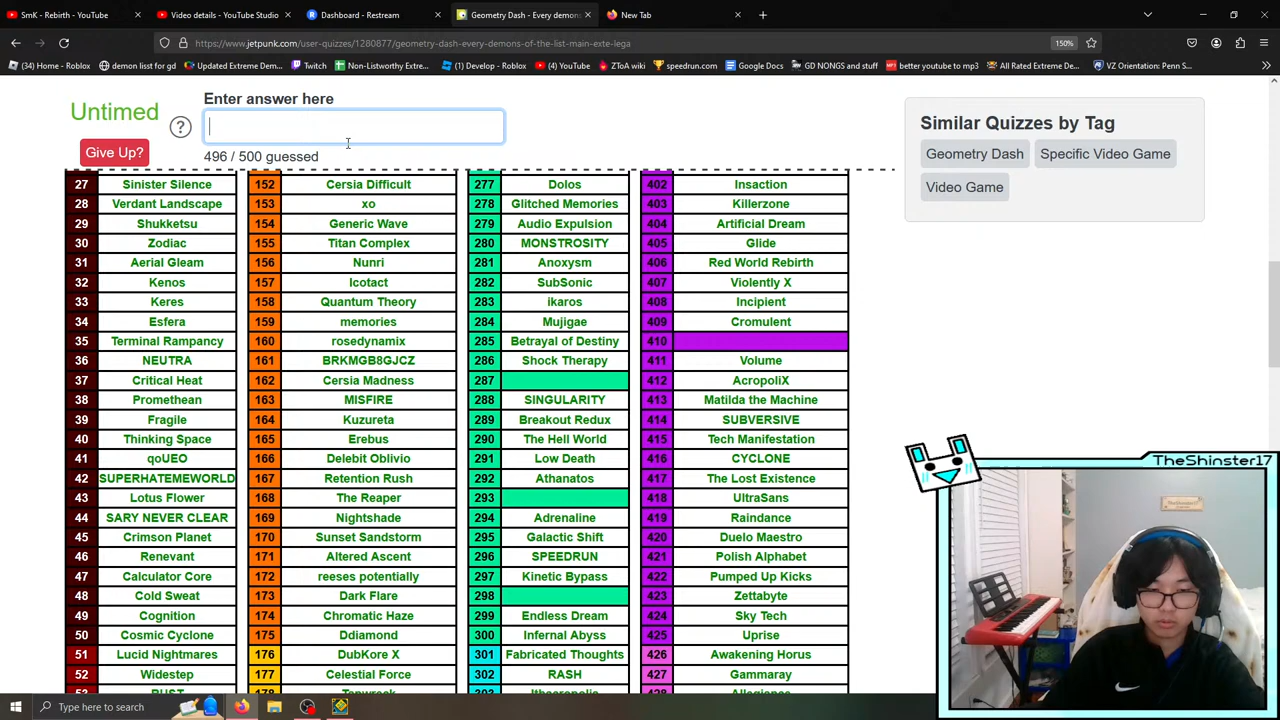 SmK - Rebirth - YouTube
Video details - YouTube Studio
Dashboard - Restream
Geometry Dash - Every demons
New Tab
https://www.jetpunk.com/user-quizzes/1280877/geometry-dash-every-demons-of-the-list-main-exte-lega
150%
(34) Home - Roblox
demon lisst for gd
Updated Extreme Dem...
Twitch
Non-Listworthy Extre...
(1) Develop - Roblox
(4) YouTube
ZToA wiki
speedrun.com
Google Docs
GD NONGS and stuff
better youtube to mp3
All Rated Extreme De...
VZ Orientation: Penn S...
Untimed
Give Up?
?
Enter answer here
496 / 500 guessed
Similar Quizzes by Tag
Geometry Dash
Specific Video Game
Video Game
27 Sinister Silence 152 Cersia Difficult 277 Dolos 402 Insaction
28 Verdant Landscape 153 xo 278 Glitched Memories 403 Killerzone
29 Shukketsu 154 Generic Wave 279 Audio Expulsion 404 Artificial Dream
30 Zodiac 155 Titan Complex 280 MONSTROSITY 405 Glide
31 Aerial Gleam 156 Nunri 281 Anoxysm 406 Red World Rebirth
32 Kenos 157 Icotact 282 SubSonic 407 Violently X
33 Keres 158 Quantum Theory 283 ikaros 408 Incipient
34 Esfera 159 memories 284 Mujigae 409 Cromulent
35 Terminal Rampancy 160 rosedynamix 285 Betrayal of Destiny 410
36 NEUTRA 161 BRKMGB8GJCZ 286 Shock Therapy 411 Volume
37 Critical Heat 162 Cersia Madness 287 412 AcropoliX
38 Promethean 163 MISFIRE 288 SINGULARITY 413 Matilda the Machine
39 Fragile 164 Kuzureta 289 Breakout Redux 414 SUBVERSIVE
40 Thinking Space 165 Erebus 290 The Hell World 415 Tech Manifestation
41 qoUEO 166 Delebit Oblivio 291 Low Death 416 CYCLONE
42 SUPERHATEMEWORLD 167 Retention Rush 292 Athanatos 417 The Lost Existence
43 Lotus Flower 168 The Reaper 293 418 UltraSans
44 SARY NEVER CLEAR 169 Nightshade 294 Adrenaline 419 Raindance
45 Crimson Planet 170 Sunset Sandstorm 295 Galactic Shift 420 Duelo Maestro
46 Renevant 171 Altered Ascent 296 SPEEDRUN 421 Polish Alphabet
47 Calculator Core 172 reeses potentially 297 Kinetic Bypass 422 Pumped Up Kicks
48 Cold Sweat 173 Dark Flare 298 423 Zettabyte
49 Cognition 174 Chromatic Haze 299 Endless Dream 424 Sky Tech
50 Cosmic Cyclone 175 Ddiamond 300 Infernal Abyss 425 Uprise
51 Lucid Nightmares 176 DubKore X 301 Fabricated Thoughts 426 Awakening Horus
52 Widestep 177 Celestial Force 302 RASH 427 Gammaray
TheShinster17
Type here to search